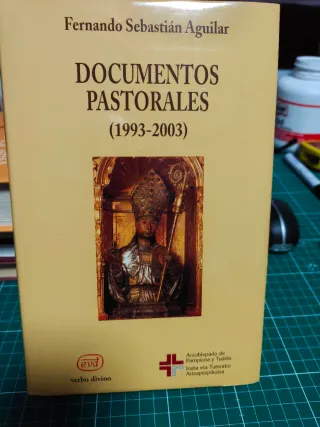 Fernando Sebastián Aguilar
DOCUMENTOS
PASTORALES
(1993-2003)
evd
verbo divino
Arzobispado de
Pamplona y Tudela
Iruña eta Tuterako
Artzapezpikutza